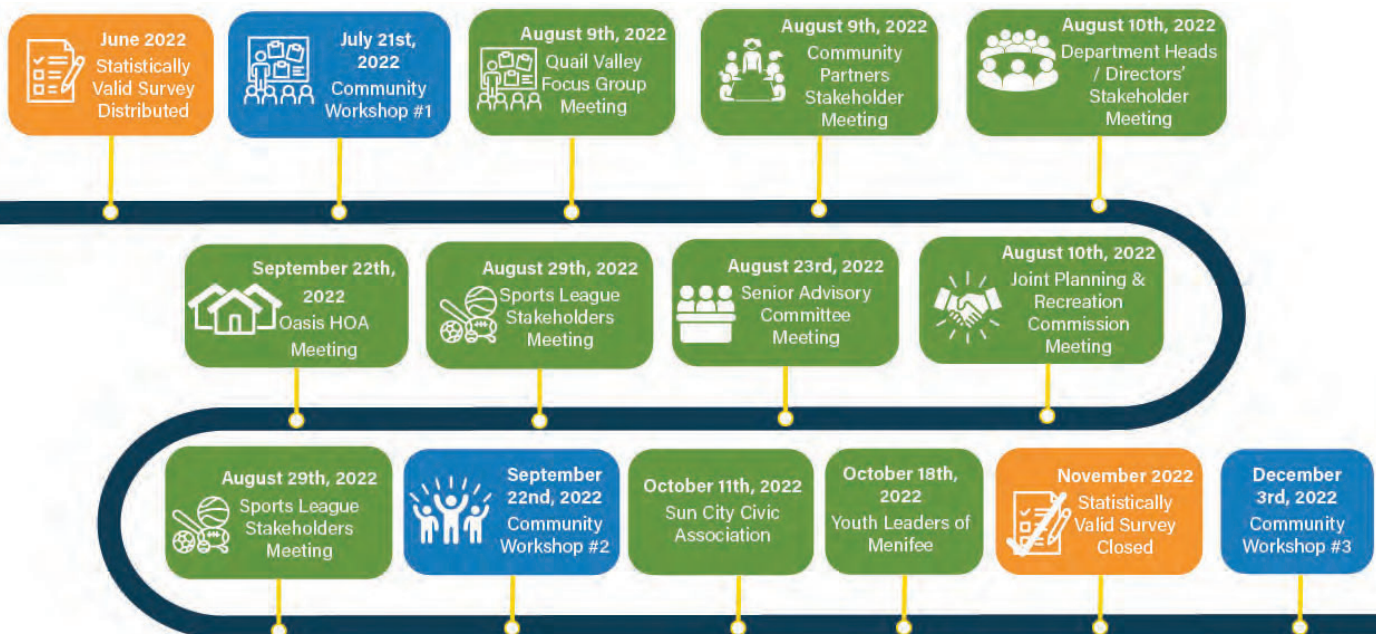 June 2022
Statistically
Valid Survey
Distributed
July 21st,
2022
Community
Workshop #1
August 9th, 2022
Quail Valley
Focus Group
Meeting
August 9th, 2022
Community
Partners
Stakeholder
Meeting
August 10th, 2022
Department Heads
/ Directors'
Stakeholder
Meeting
September 22th,
2022
Oasis HOA
Meeting
August 29th, 2022
Sports League
Stakeholders
Meeting
August 23rd, 2022
Senior Advisory
Committee
Meeting
August 10th, 2022
Joint Planning &
Recreation
Commission
Meeting
August 29th, 2022
Sports League
Stakeholders
Meeting
September
22nd, 2022
Community
Workshop #2
October 11th, 2022
Sun City Civic
Association
October 18th,
2022
Youth Leaders of
Menifee
November 2022
Statistically
Valid Survey
Closed
December
3rd, 2022
Community
Workshop #3